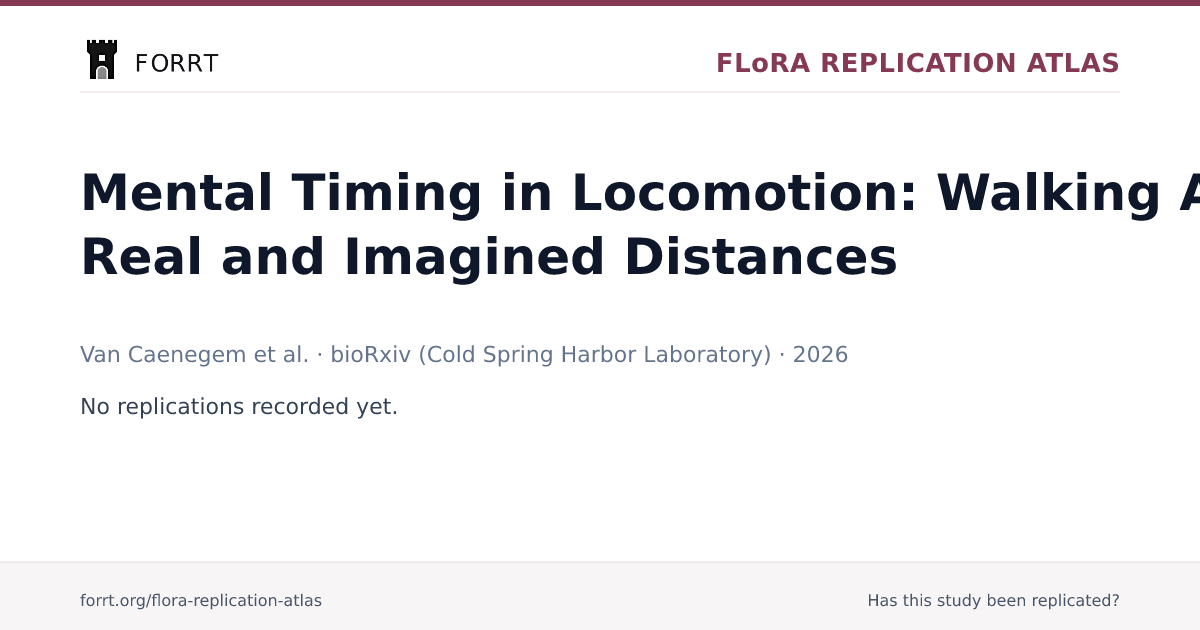 FORRT
FLoRA REPLICATION ATLAS
Mental Timing in Locomotion: Walking
Real and Imagined Distances
Van Caenegem et al. · bioRxiv (Cold Spring Harbor Laboratory) · 2026
No replications recorded yet.
forrt.org/flora-replication-atlas
Has this study been replicated?